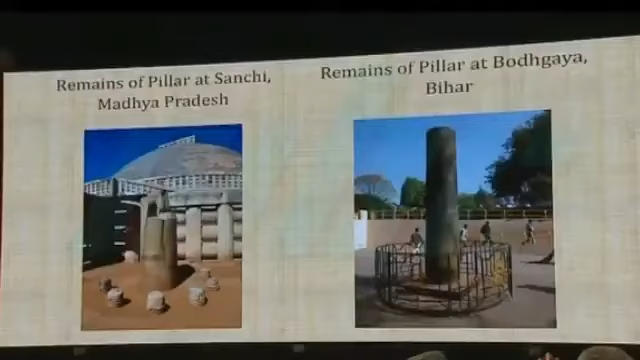 Remains of Pillar at Sanchi,
Madhya Pradesh
Remains of Pillar at Bodhgaya,
Bihar